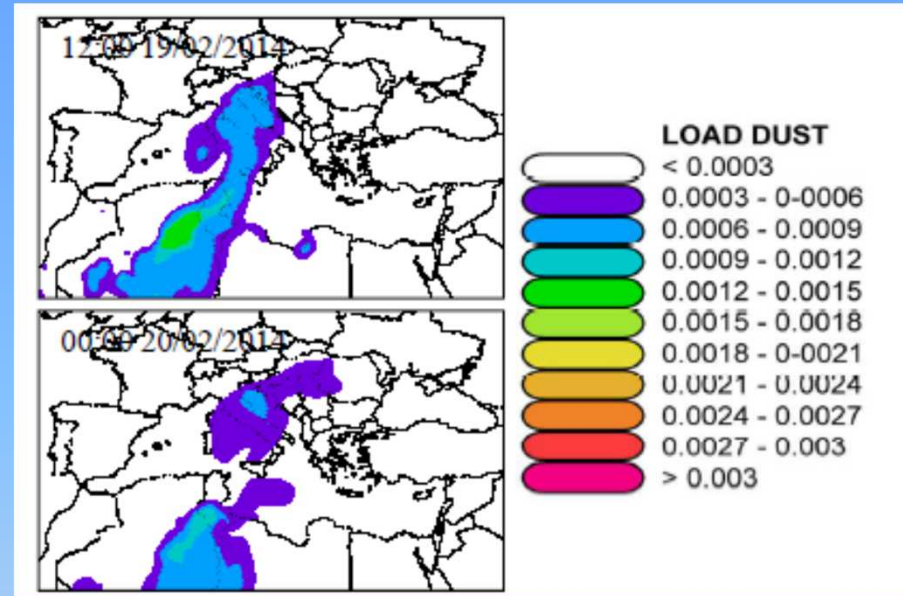 12:00 19/02/2014
00:00 20/02/2014
LOAD DUST
< 0.0003
0.0003 - 0-0006
0.0006 - 0.0009
0.0009 - 0.0012
0.0012 - 0.0015
0.0015 - 0.0018
0.0018 - 0-0021
0.0021 - 0.0024
0.0024 - 0.0027
0.0027 - 0.003
> 0.003